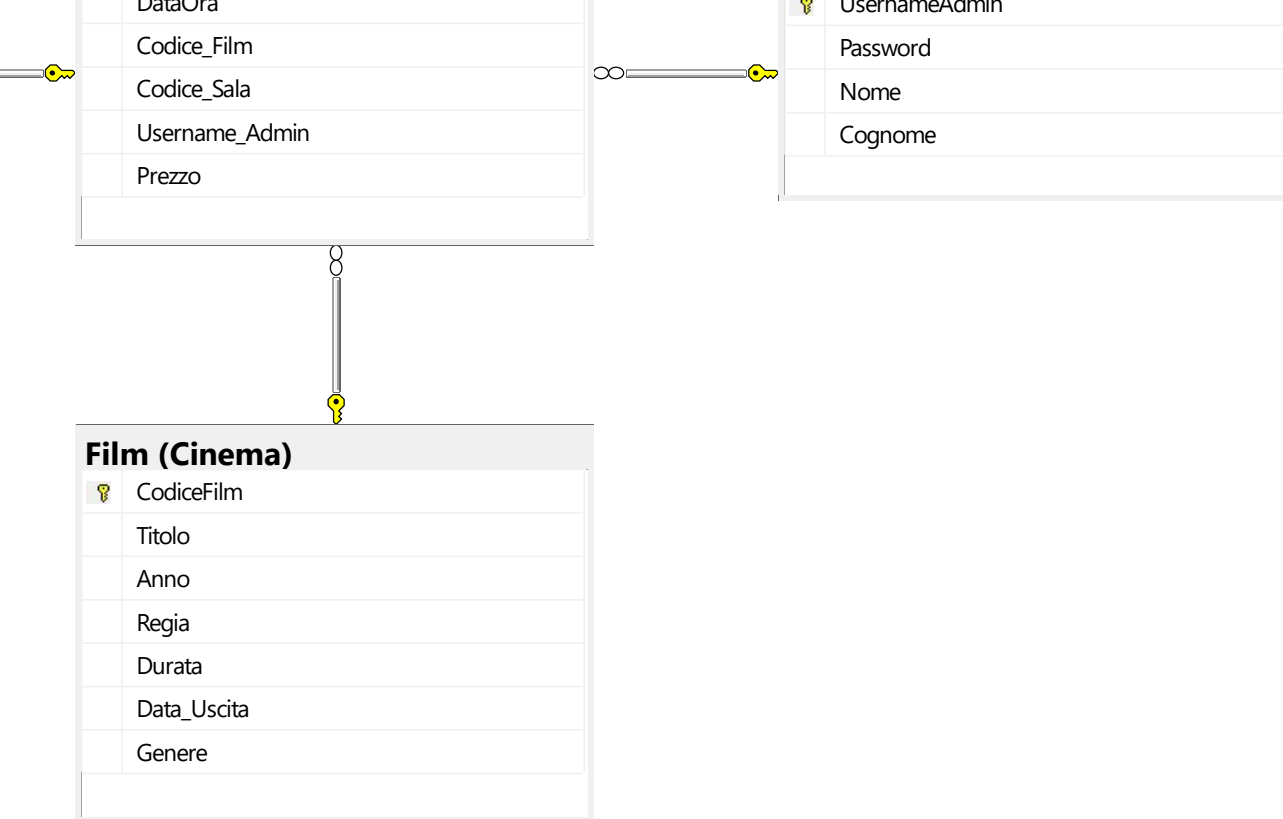 DataOra
Codice_Film
Codice_Sala
Username_Admin
Prezzo
UsernameAdmin
Password
Nome
Cognome
Film (Cinema)
CodiceFilm
Titolo
Anno
Regia
Durata
Data_Uscita
Genere